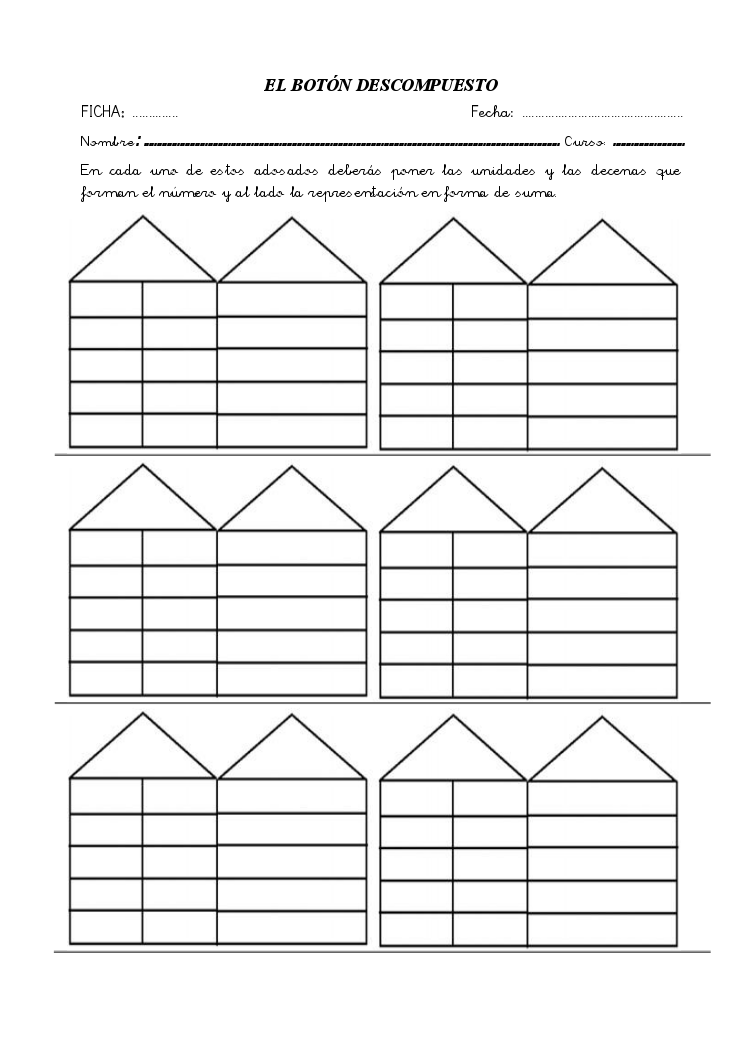 EL BOTÓN DESCOMPUESTO
FICHA: .............. Fecha: .................................................
Nombre: ............................................................................................ Curso: ......................
En cada uno de estos adosados deberás poner las unidades y las decenas que
forman el número y al lado la representación en forma de suma.